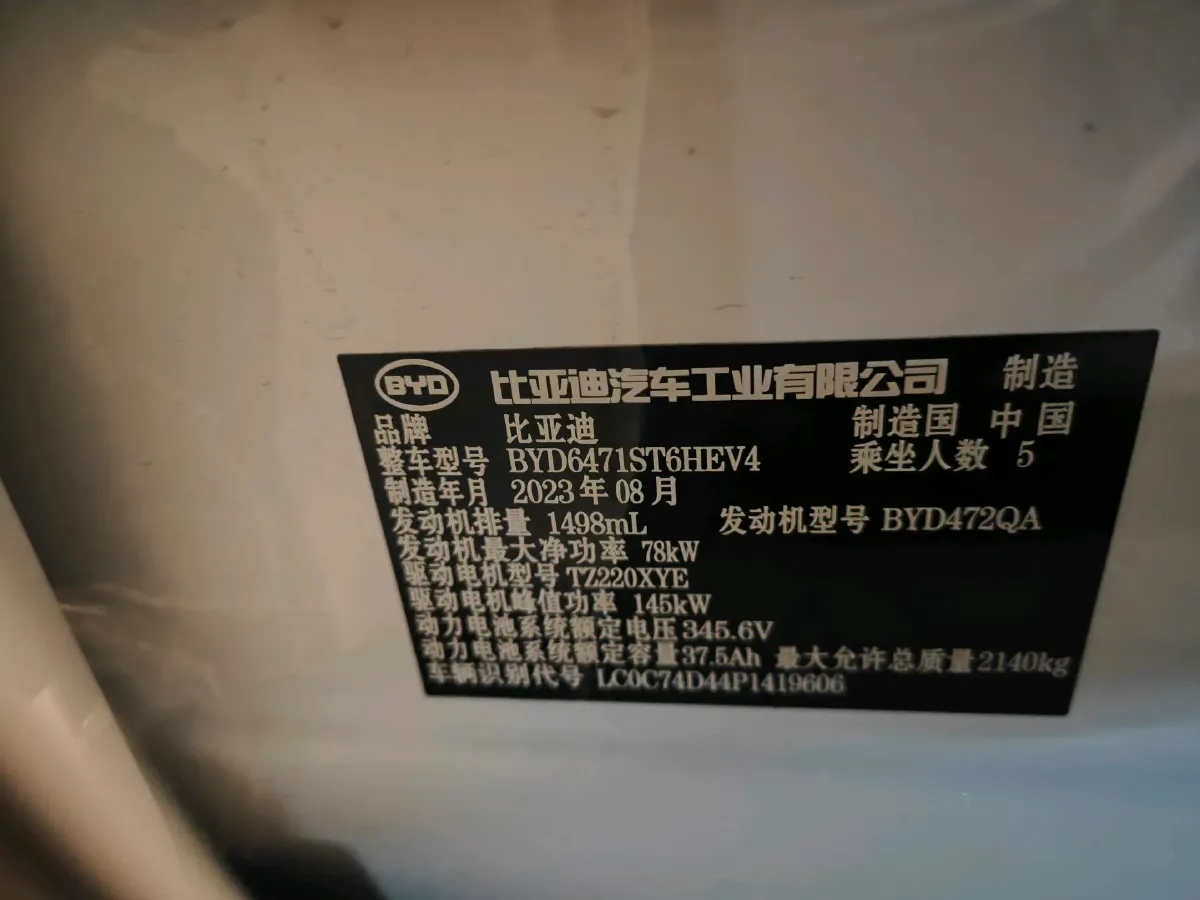 BYD 比亚迪汽车工业有限公司 制造
品牌 比亚迪 制造国 中国
整车型号 BYD6471ST6HEV4 乘坐人数 5
制造年月 2023年08月
发动机排量 1498mL 发动机型号 BYD472QA
发动机最大净功率 78kW
驱动电机型号 TZ220XYE
驱动电机峰值功率 145kW
动力电池系统额定电压 345.6V
动力电池系统额定容量 37.5Ah 最大允许总质量 2140kg
车辆识别代号 LC0C74D44P1419606